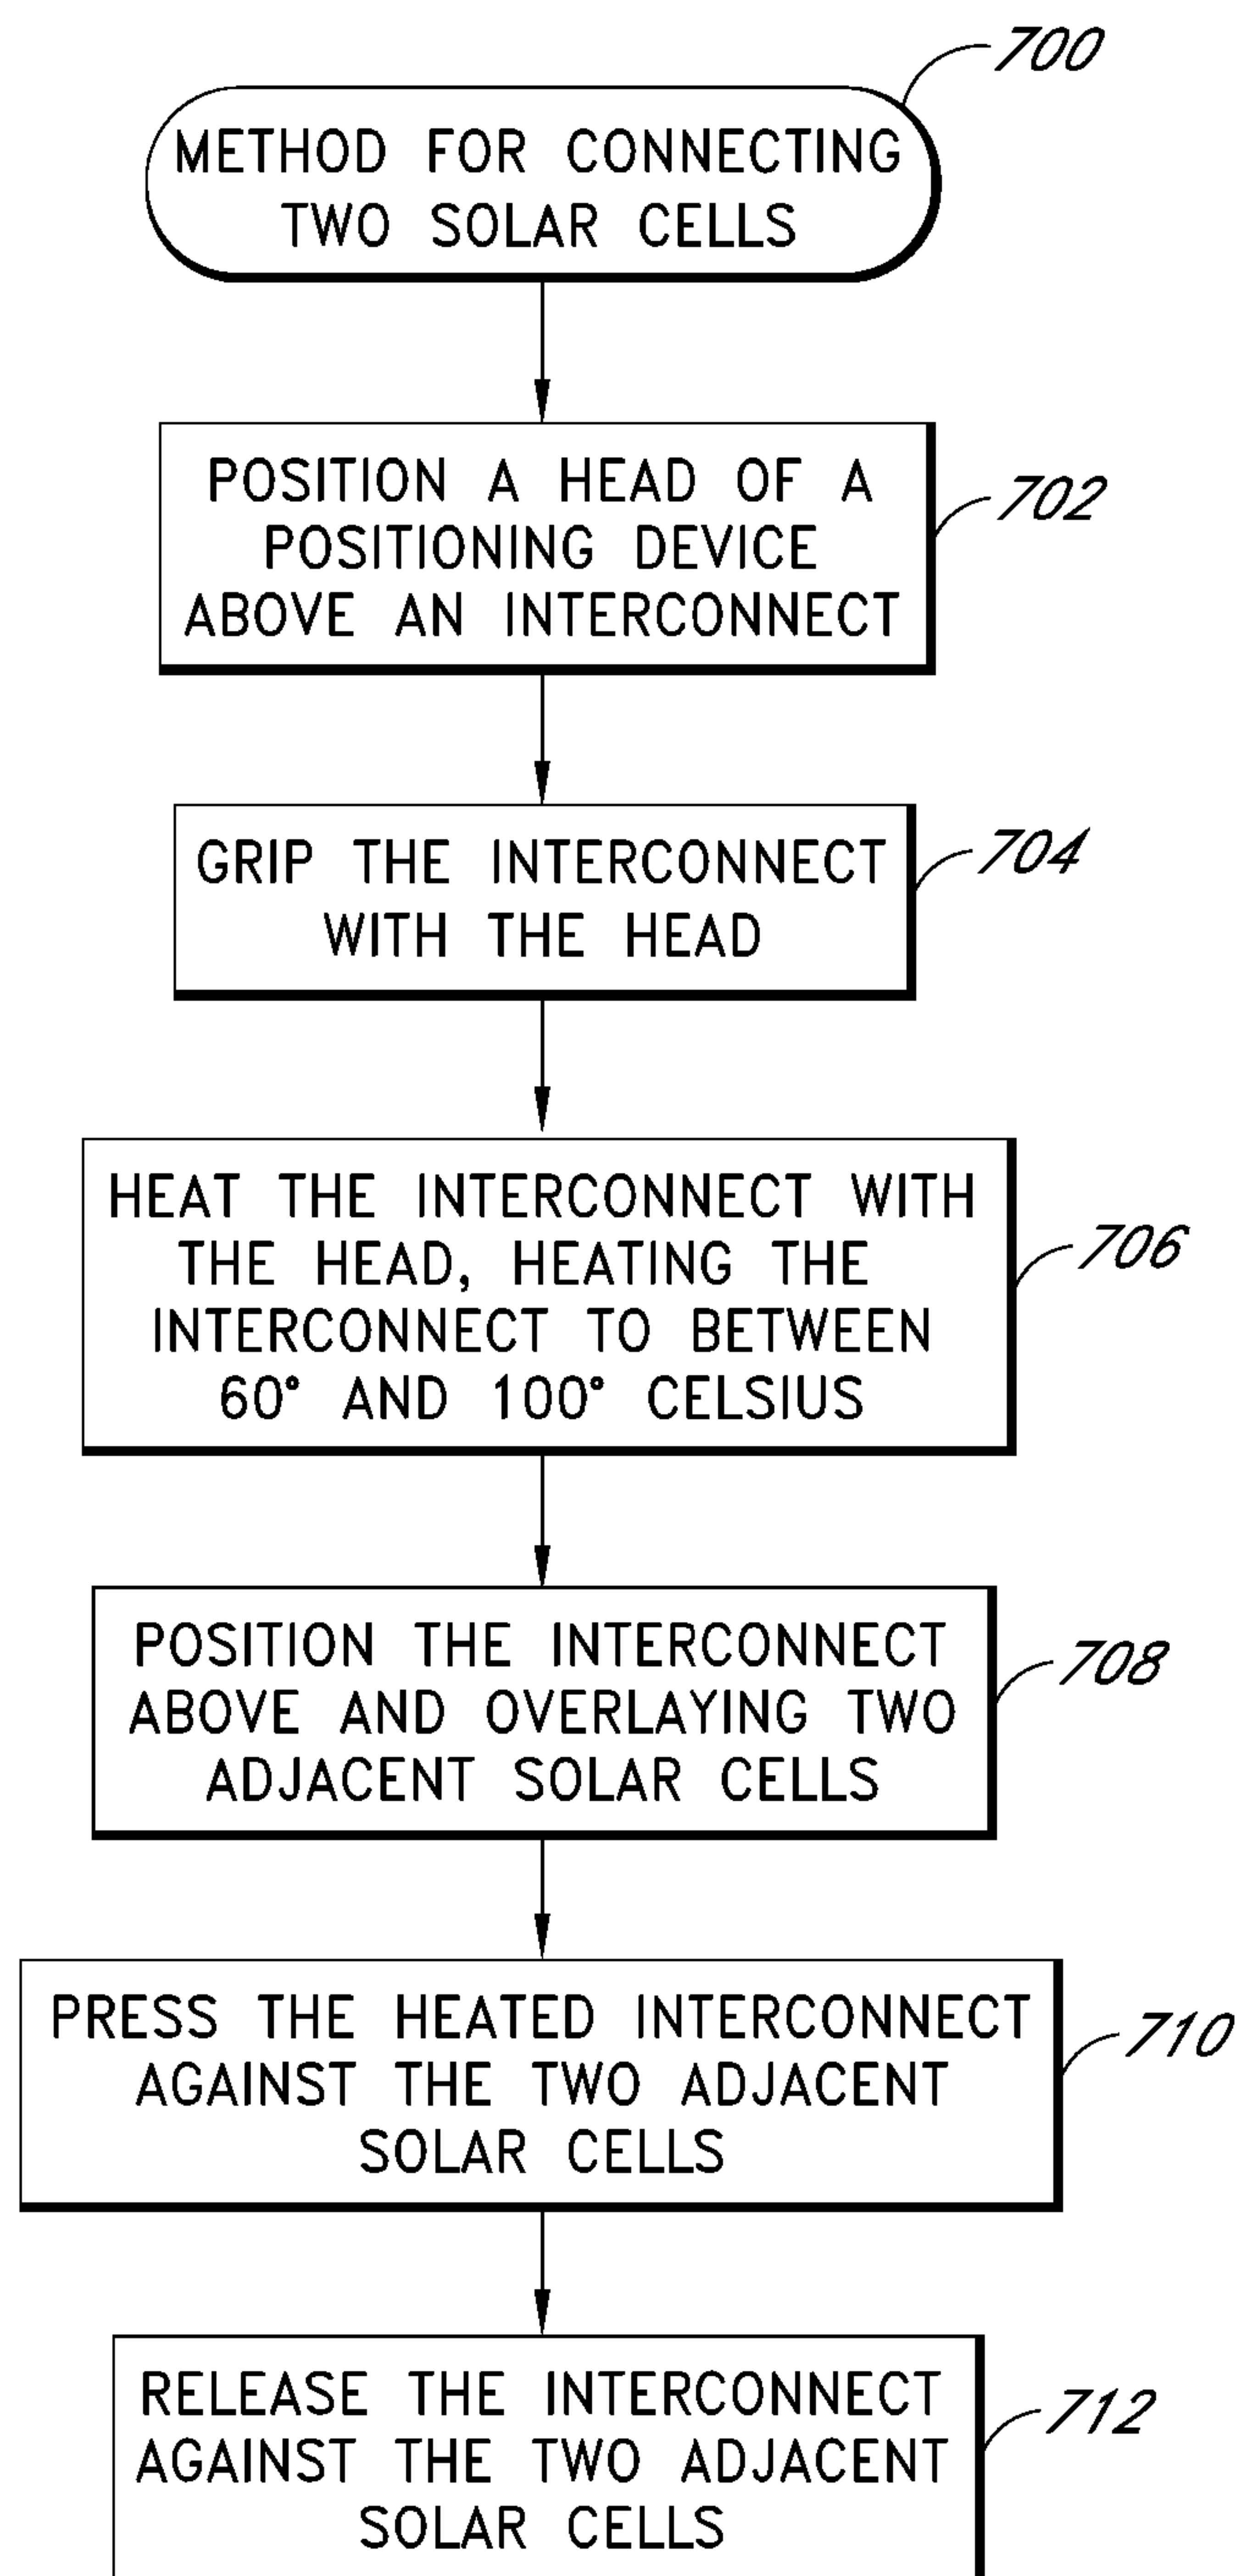 700
METHOD FOR CONNECTING
TWO SOLAR CELLS
POSITION A HEAD OF A
POSITIONING DEVICE
ABOVE AN INTERCONNECT
702
GRIP THE INTERCONNECT
WITH THE HEAD
704
HEAT THE INTERCONNECT WITH
THE HEAD, HEATING THE
INTERCONNECT TO BETWEEN
60° AND 100° CELSIUS
706
POSITION THE INTERCONNECT
ABOVE AND OVERLAYING TWO
ADJACENT SOLAR CELLS
708
PRESS THE HEATED INTERCONNECT
AGAINST THE TWO ADJACENT
SOLAR CELLS
710
RELEASE THE INTERCONNECT
AGAINST THE TWO ADJACENT
SOLAR CELLS
712